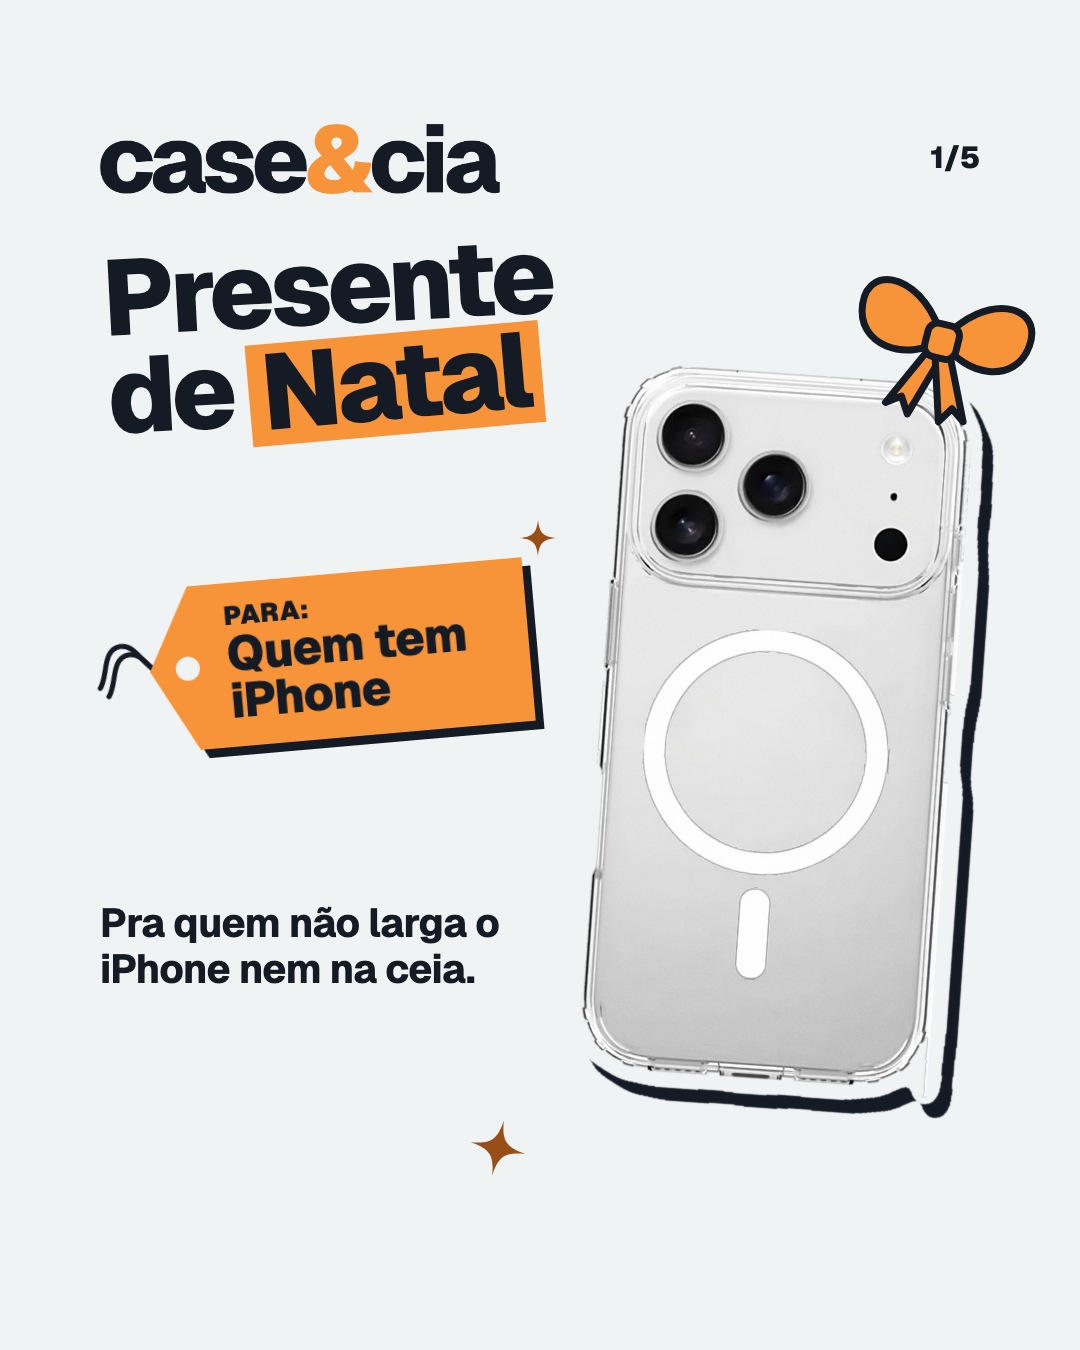 case&cia
1/5
Presente
de Natal
PARA:
Quem tem
iPhone
Pra quem não larga o
iPhone nem na ceia.